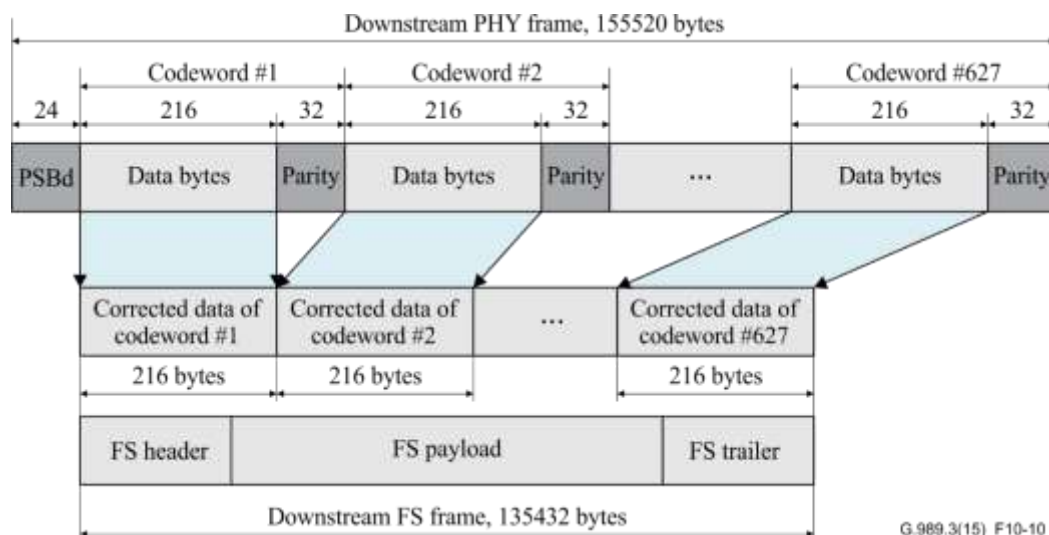 Downstream PHY frame, 155520 bytes
Codeword #1 Codeword #2 Codeword #627
24 216 32 216 32 216 32
PSBd Data bytes Parity Data bytes Parity ... Data bytes Parity
Corrected data of codeword #1
Corrected data of codeword #2
...
Corrected data of codeword #627
216 bytes 216 bytes 216 bytes
FS header FS payload FS trailer
Downstream FS frame, 135432 bytes
G.989.3(15)_F10-10